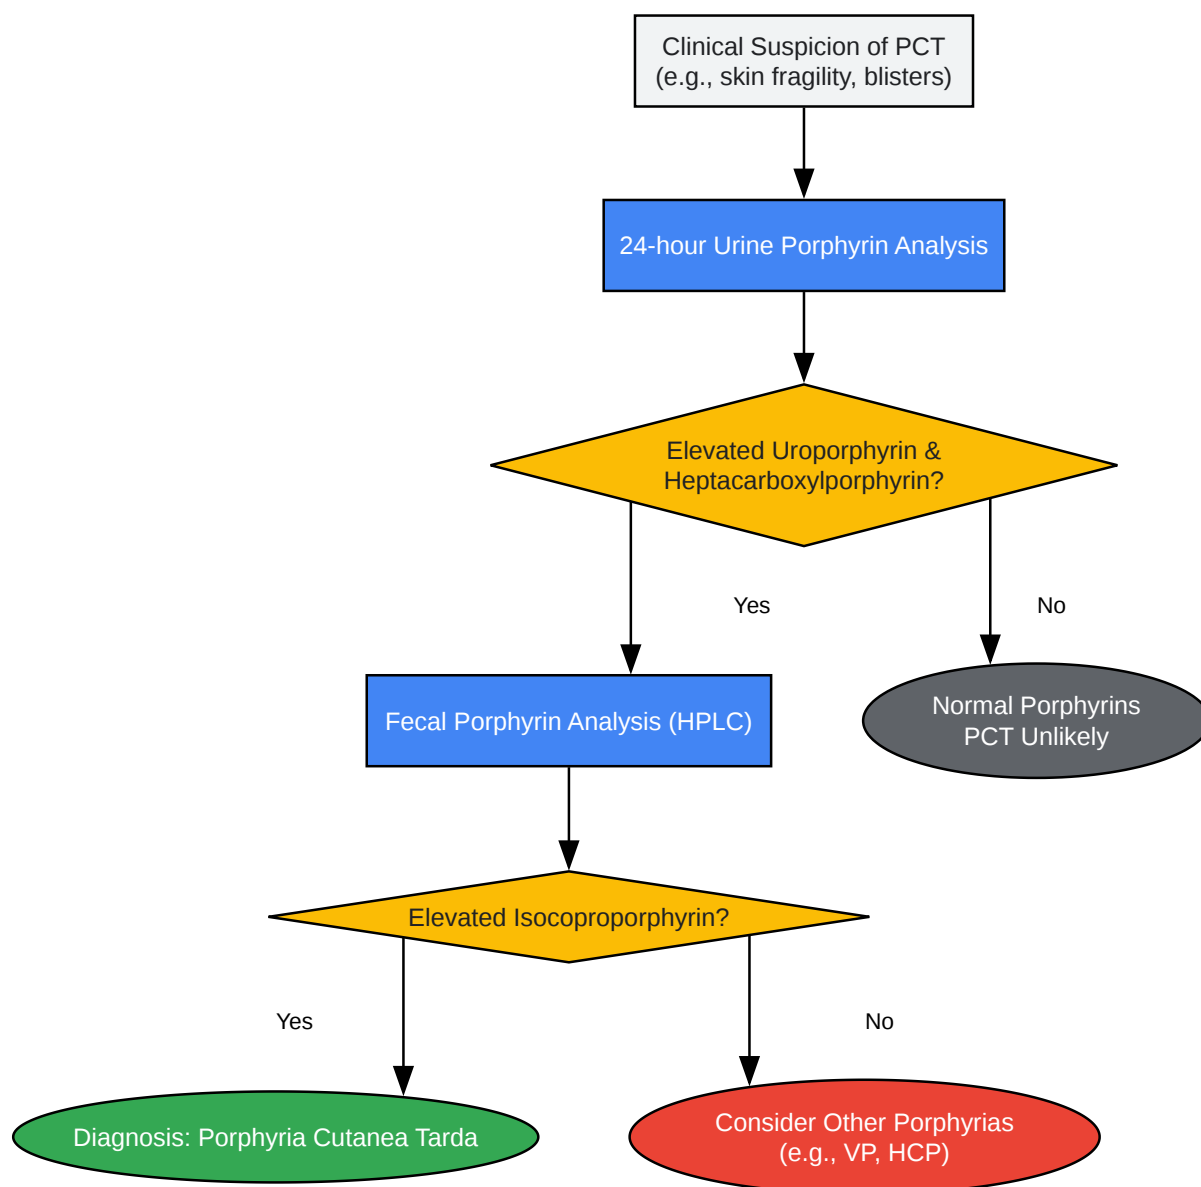 Clinical Suspicion of PCT
(e.g., skin fragility, blisters)
24-hour Urine Porphyrin Analysis
Elevated Uroporphyrin &
Heptacarboxylporphyrin?
Yes
No
Fecal Porphyrin Analysis (HPLC)
Normal Porphyrins
PCT Unlikely
Elevated Isocoproporphyrin?
Yes
No
Diagnosis: Porphyria Cutanea Tarda
Consider Other Porphyrias
(e.g., VP, HCP)